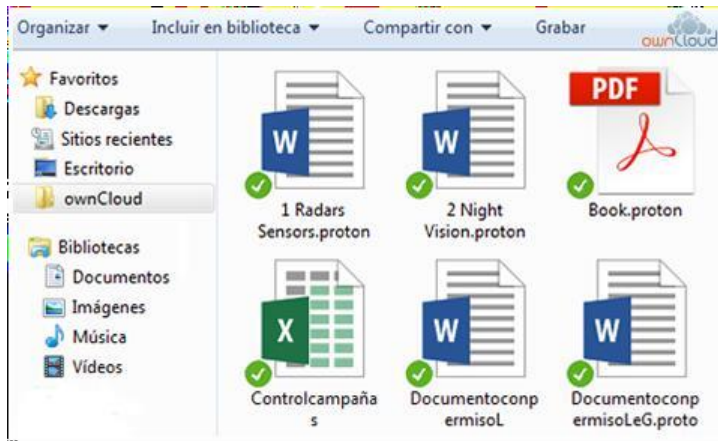 Organizar Incluir en biblioteca Compartir con Grabar
ownCloud
Favoritos
Descargas
Sitios recientes
Escritorio
ownCloud
Bibliotecas
Documentos
Imágenes
Música
Vídeos
W
1 Radars
Sensors.proton
W
2 Night
Vision.proton
PDF
Book.proton
X
Controlcampaña
s
W
Documentoconp
ermisoL
W
Documentoconp
ermisoLeG.proto